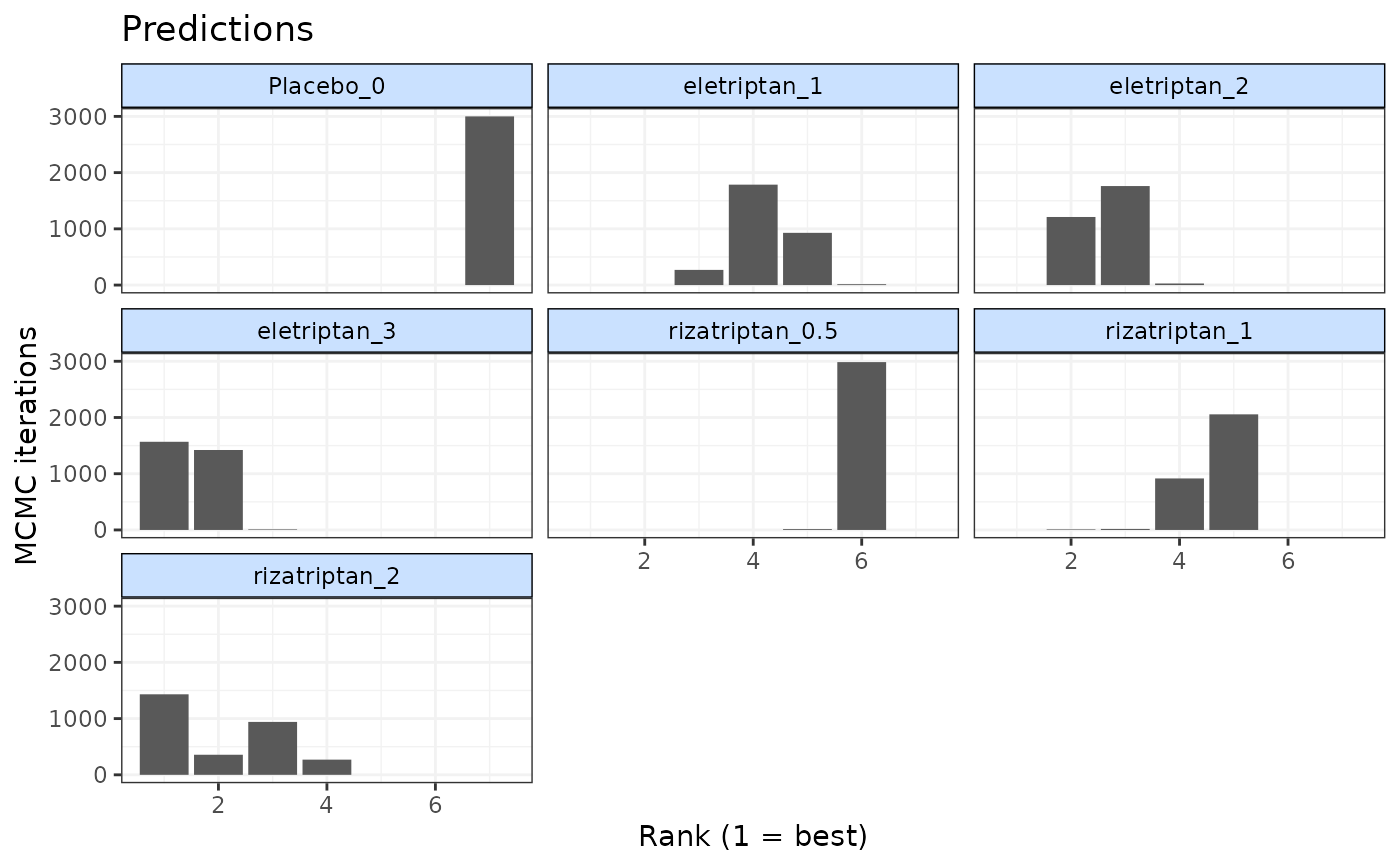 Predictions
Placebo_0
eletriptan_1
eletriptan_2
3000
2000
1000
0
eletriptan_3
rizatriptan_0.5
rizatriptan_1
3000
2000
1000
0
2 4 6
2 4 6
rizatriptan_2
3000
2000
1000
0
2 4 6
MCMC iterations
Rank (1 = best)